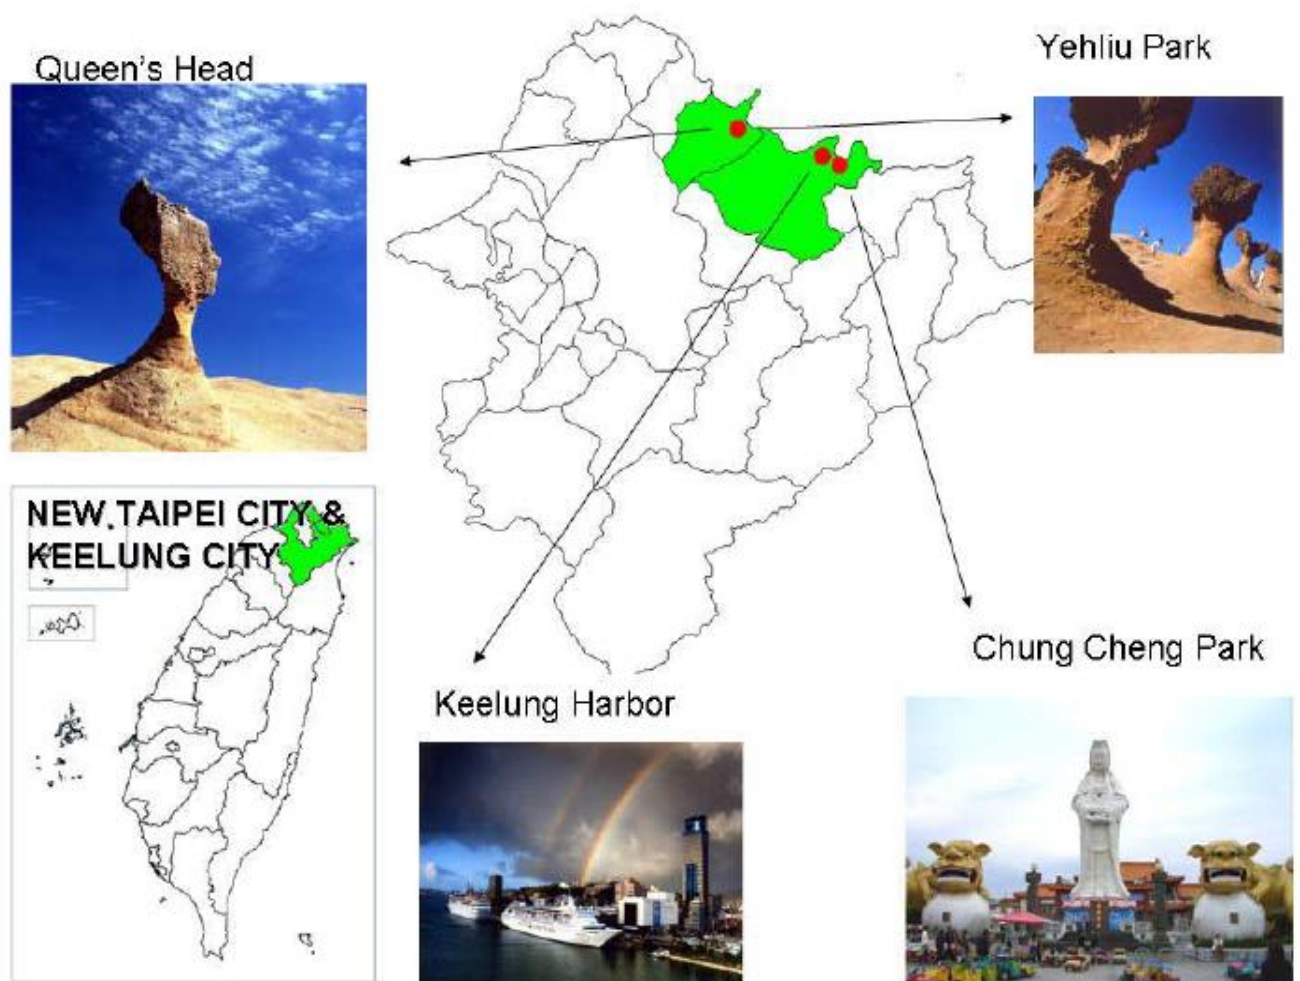 Queen's Head
Yehliu Park
NEW TAIPEI CITY &
KEELUNG CITY
Keelung Harbor
Chung Cheng Park